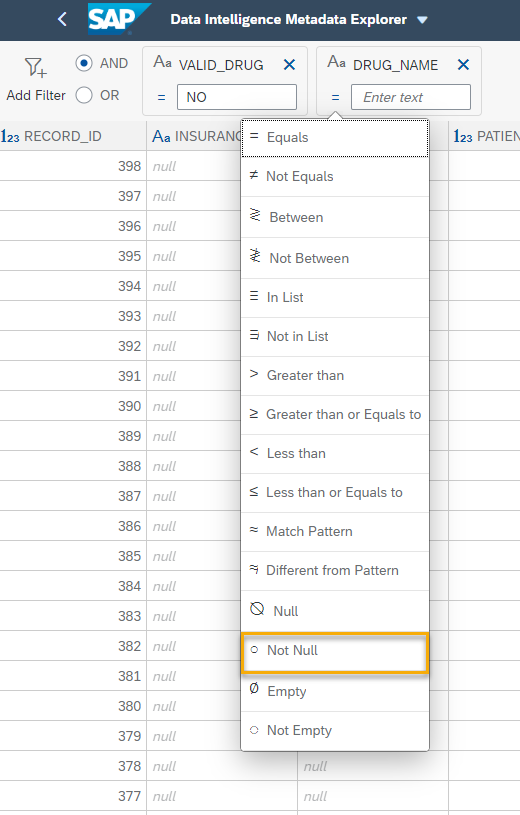 SAP Data Intelligence Metadata Explorer
Add Filter
AND
OR
Aa VALID_DRUG
= NO
Aa DRUG_NAME
= Enter text
123 RECORD_ID Aa INSURANC 123 PATIEN
398 null
397 null
396 null
395 null
394 null
393 null
392 null
391 null
390 null
389 null
388 null
387 null
386 null
385 null
384 null
383 null
382 null
381 null
380 null
379 null
378 null null
377 null null
= Equals
≠ Not Equals
Between
Not Between
In List
Not in List
> Greater than
≥ Greater than or Equals to
< Less than
≤ Less than or Equals to
≈ Match Pattern
Different from Pattern
Null
Not Null
Ø Empty
Not Empty